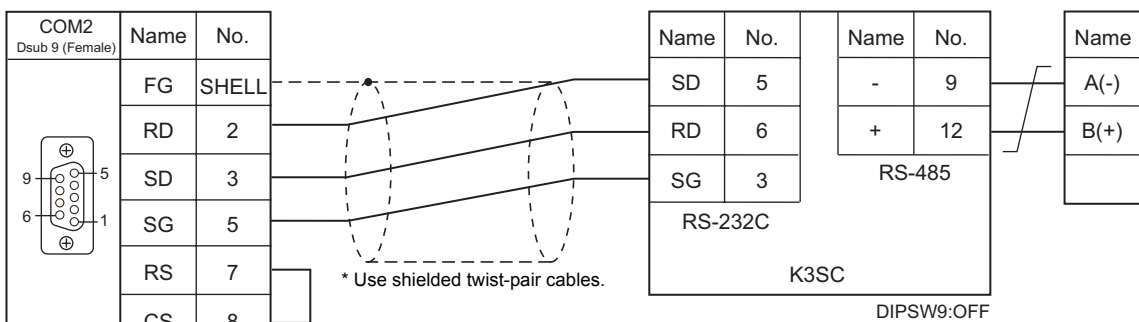 COM2
Dsub 9 (Female)
Name No.
FG SHELL
RD 2
SD 3
SG 5
RS 7
CS 8
9 5
6 1
* Use shielded twist-pair cables.
Name No.
SD 5
RD 6
SG 3
RS-232C
Name No.
- 9
+ 12
RS-485
K3SC
DIPSW9:OFF
Name
A(-)
B(+)